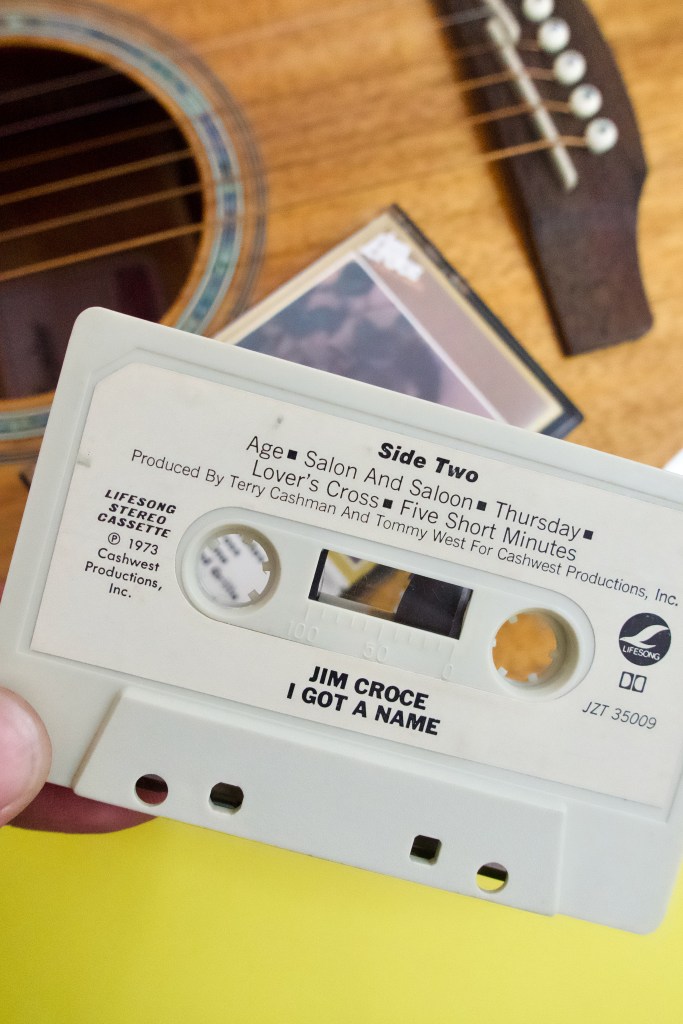 Side Two
Age ■ Salon And Saloon ■ Thursday ■
Lover's Cross ■ Five Short Minutes
Produced By Terry Cashman And Tommy West For Cashwest Productions, Inc.
LIFESONG
STEREO
CASSETTE
℗ 1973
Cashwest
Productions,
Inc.
100 50 0
LIFESONG
JZT 35009
JIM CROCE
I GOT A NAME